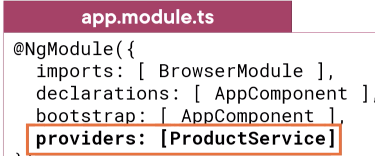 app.module.ts
@NgModule({
imports: [ BrowserModule ],
declarations: [ AppComponent ],
bootstrap: [ AppComponent ],
providers: [ProductService]